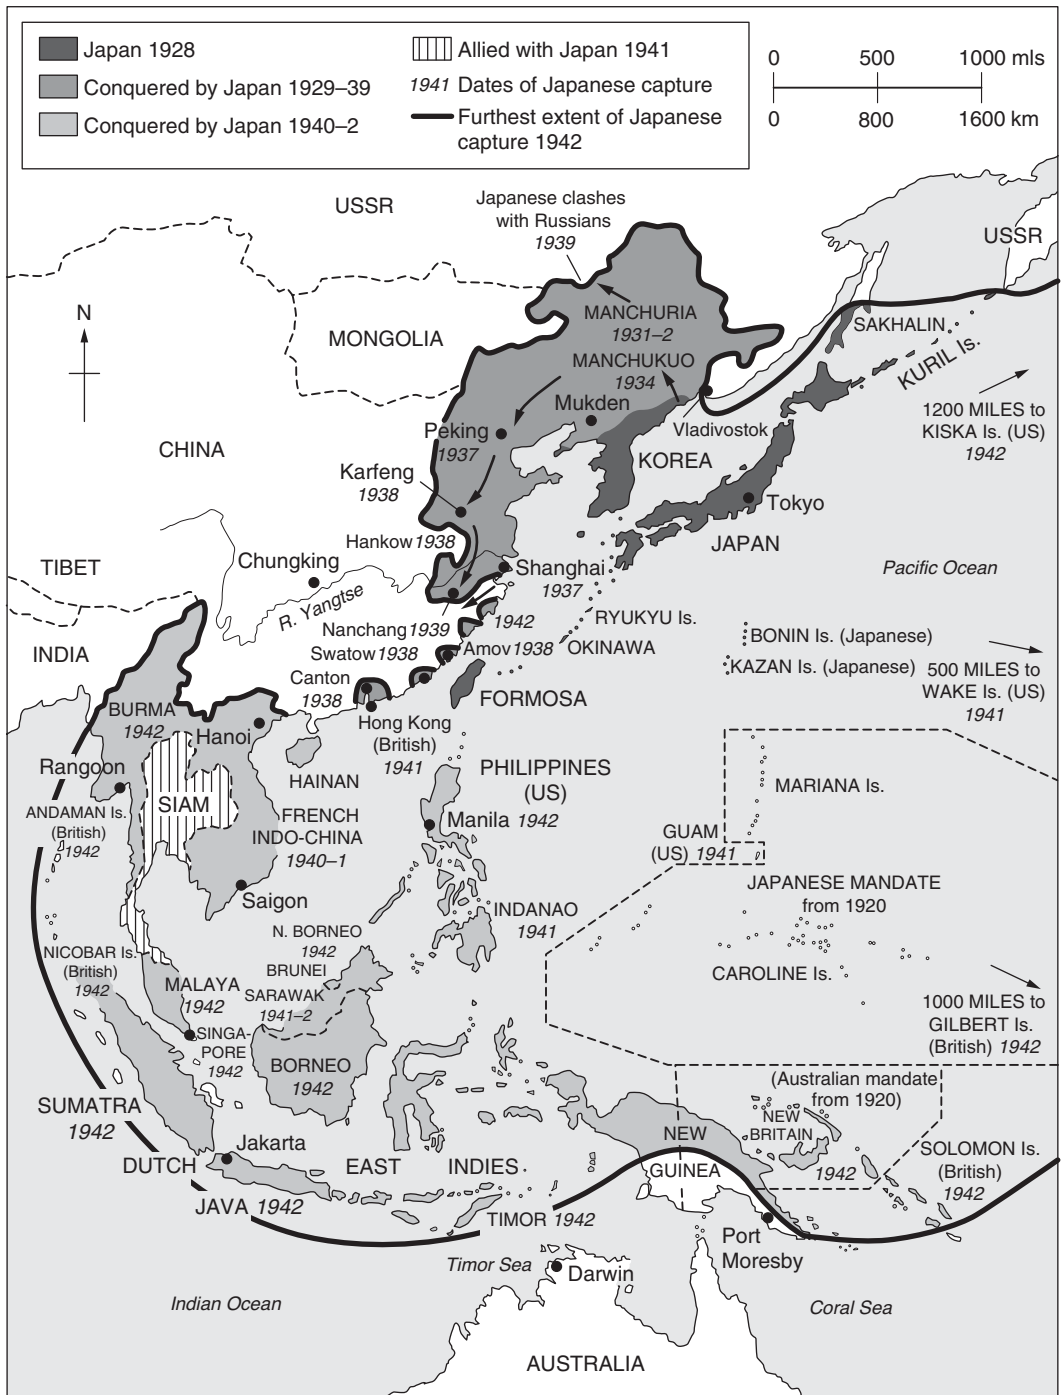 Japan 1928
Conquered by Japan 1929–39
Conquered by Japan 1940–2
Allied with Japan 1941
1941 Dates of Japanese capture
Furthest extent of Japanese
capture 1942
0 500 1000 mls
0 800 1600 km
USSR
Japanese clashes
with Russians
1939
USSR
N
MONGOLIA
MANCHURIA
1931–2
MANCHUKUO
1934
SAKHALIN
KURIL Is.
1200 MILES to
KISKA Is. (US)
1942
Mukden
Vladivostok
Peking
1937
KOREA
CHINA
Karfeng
1938
Tokyo
JAPAN
Hankow 1938
TIBET
Chungking
Shanghai
1937
Pacific Ocean
R. Yangtse
1942
RYUKYU Is.
Nanchang 1939
INDIA
Swatow 1938
Amov 1938
OKINAWA
BONIN Is. (Japanese)
KAZAN Is. (Japanese)
500 MILES to
WAKE Is. (US)
1941
Canton
1938
FORMOSA
BURMA
1942
Hanoi
Hong Kong
(British)
1941
Rangoon
HAINAN
PHILIPPINES
(US)
MARIANA Is.
SIAM
ANDAMAN Is.
(British)
1942
FRENCH
INDO-CHINA
1940–1
Manila 1942
GUAM
(US) 1941
Saigon
JAPANESE MANDATE
from 1920
INDANAO
1941
N. BORNEO
1942
NICOBAR Is.
(British)
1942
BRUNEI
CAROLINE Is.
MALAYA
1942
SARAWAK
1941–2
1000 MILES to
GILBERT Is.
(British) 1942
SINGA-
PORE
1942
BORNEO
1942
(Australian mandate
from 1920)
SUMATRA
1942
NEW
BRITAIN
1942
NEW
GUINEA
SOLOMON Is.
(British)
1942
Jakarta
DUTCH EAST INDIES
JAVA 1942
TIMOR 1942
Port
Moresby
Timor Sea
Darwin
Indian Ocean
Coral Sea
AUSTRALIA